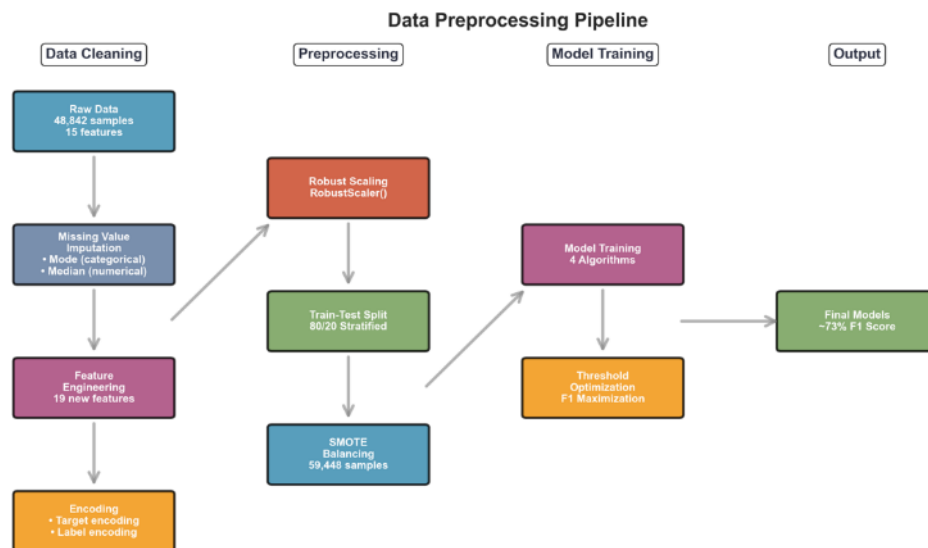 Data Preprocessing Pipeline
Data Cleaning
Preprocessing
Model Training
Output
Raw Data
48,842 samples
15 features
Missing Value
Imputation
• Mode (categorical)
• Median (numerical)
Feature
Engineering
19 new features
Encoding
• Target encoding
• Label encoding
Robust Scaling
RobustScaler()
Train-Test Split
80/20 Stratified
SMOTE
Balancing
59,448 samples
Model Training
4 Algorithms
Threshold
Optimization
F1 Maximization
Final Models
~73% F1 Score